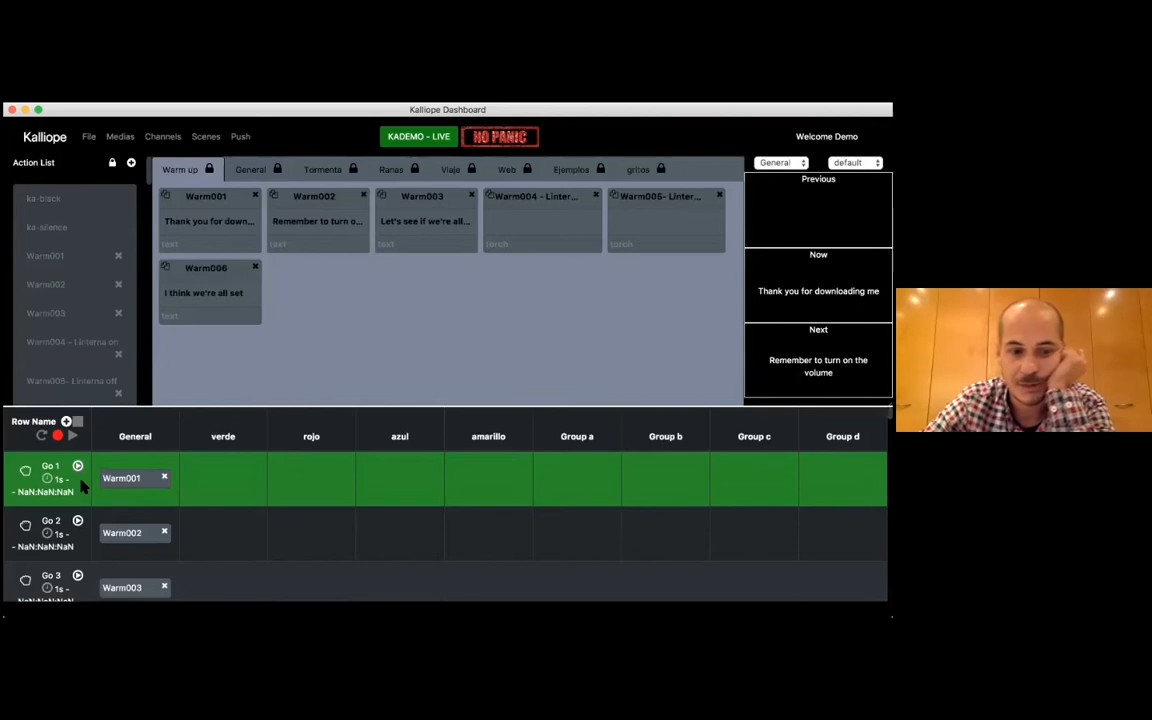 Kalliope Dashboard
Kalliope File Medias Channels Scenes Push KADEMO - LIVE NO PANIC Welcome Demo
Action List
ka-black
ka-silence
Warm001
Warm002
Warm003
Warm004 - Linterna on
Warm005- Linterna off
Warm up General Tormenta Ranas Viaje Web Ejemplos gritos
Warm001
Thank you for down...
text
Warm002
Remember to turn o...
text
Warm003
Let's see if we're all...
text
Warm004 - Linter...
torch
Warm005- Linter...
torch
Warm006
I think we're all set
text
General default
Previous
Now
Thank you for downloading me
Next
Remember to turn on the
volume
Row Name General verde rojo azul amarillo Group a Group b Group c Group d
Go 1
1s -
- NaN:NaN:NaN
Warm001
Go 2
1s -
- NaN:NaN:NaN
Warm002
Go 3
1s -
- NaN:NaN:NaN
Warm003